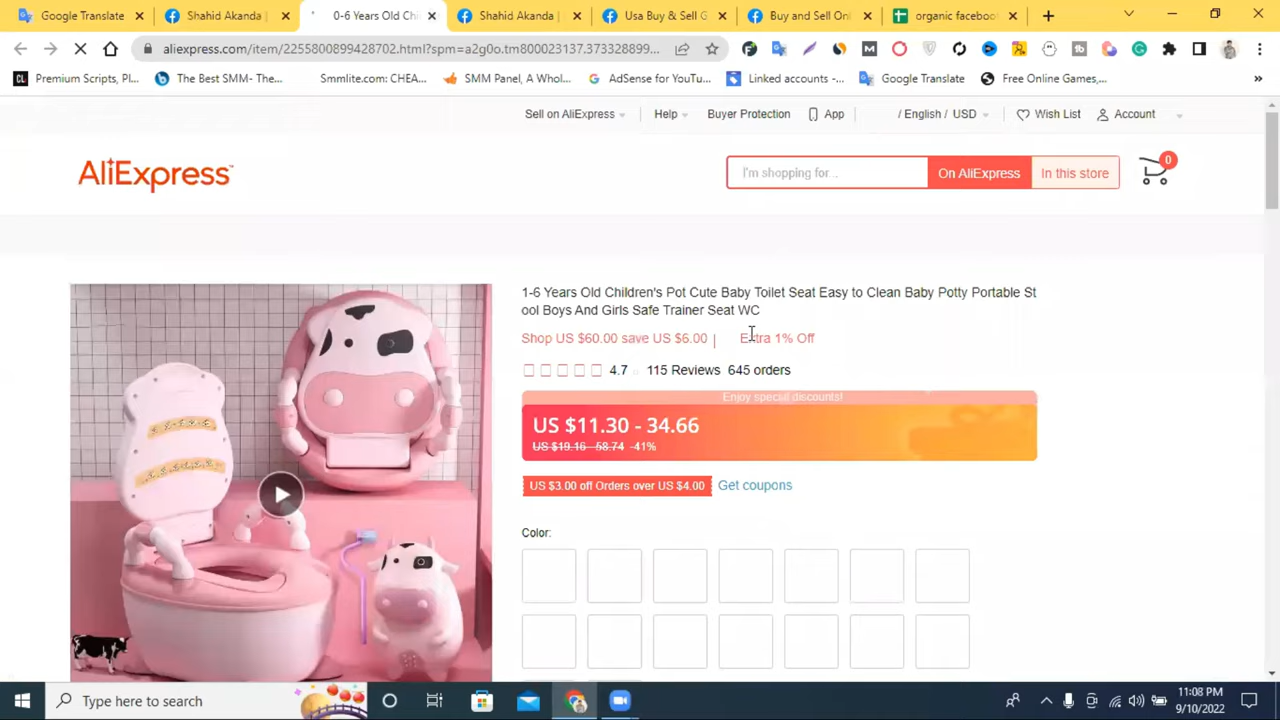 Google Translate
Shahid Akanda |
0-6 Years Old Chi
Shahid Akanda |
Usa Buy & Sell G
Buy and Sell Onl
organic faceboo
aliexpress.com/item/2255800899428702.html?spm=a2g0o.tm800023137.373328899...
Premium Scripts, Pl...
The Best SMM- The...
Smmlite.com: CHEA...
SMM Panel, A Whol...
AdSense for YouTu...
Linked accounts -...
Google Translate
Free Online Games,...
Sell on AliExpress
Help
Buyer Protection
App
/ English / USD
Wish List
Account
AliExpress
I'm shopping for...
On AliExpress
In this store
0
1-6 Years Old Children's Pot Cute Baby Toilet Seat Easy to Clean Baby Potty Portable St
ool Boys And Girls Safe Trainer Seat WC
Shop US $60.00 save US $6.00 | Extra 1% Off
4.7 115 Reviews 645 orders
Enjoy special discounts!
US $11.30 - 34.66
US $19.16 - 58.74 -41%
US $3.00 off Orders over US $4.00 Get coupons
Color:
Type here to search
11:08 PM
9/10/2022